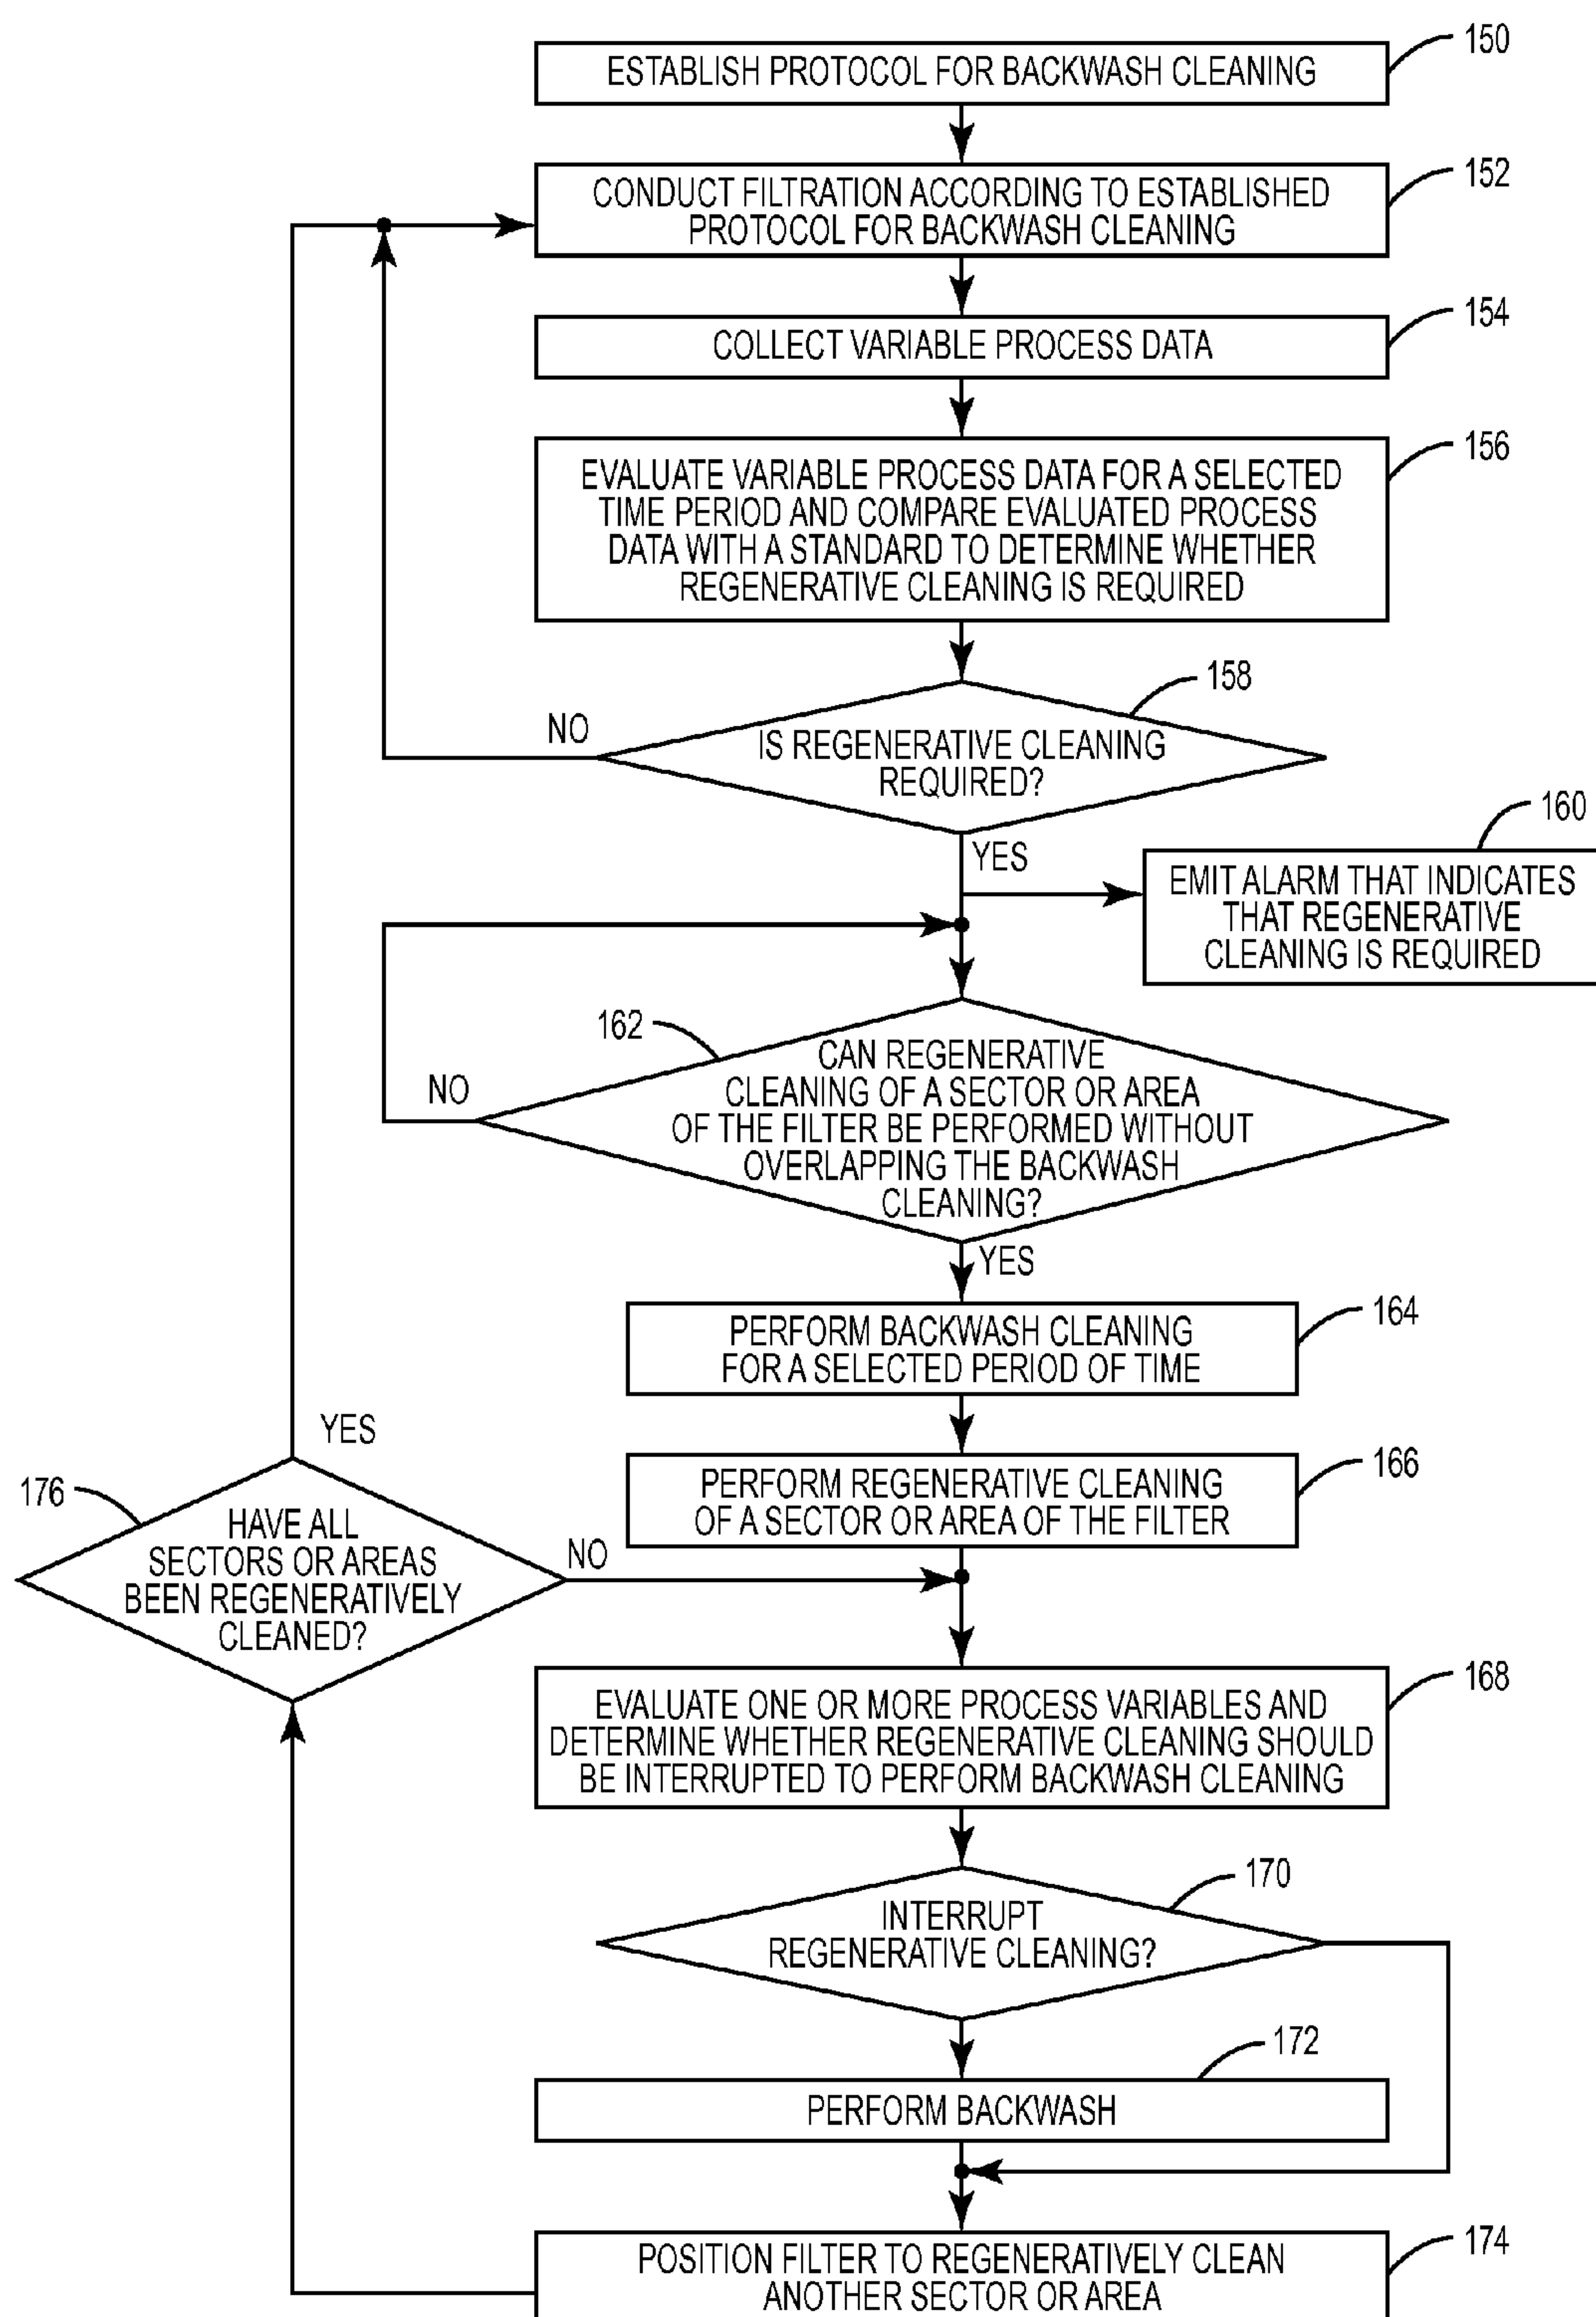 150
ESTABLISH PROTOCOL FOR BACKWASH CLEANING
152
CONDUCT FILTRATION ACCORDING TO ESTABLISHED
PROTOCOL FOR BACKWASH CLEANING
154
COLLECT VARIABLE PROCESS DATA
156
EVALUATE VARIABLE PROCESS DATA FOR A SELECTED
TIME PERIOD AND COMPARE EVALUATED PROCESS
DATA WITH A STANDARD TO DETERMINE WHETHER
REGENERATIVE CLEANING IS REQUIRED
158
NO
IS REGENERATIVE CLEANING
REQUIRED?
YES
160
EMIT ALARM THAT INDICATES
THAT REGENERATIVE
CLEANING IS REQUIRED
162
NO
CAN REGENERATIVE
CLEANING OF A SECTOR OR AREA
OF THE FILTER BE PERFORMED WITHOUT
OVERLAPPING THE BACKWASH
CLEANING?
YES
164
PERFORM BACKWASH CLEANING
FOR A SELECTED PERIOD OF TIME
166
PERFORM REGENERATIVE CLEANING
OF A SECTOR OR AREA OF THE FILTER
YES
176
HAVE ALL
SECTORS OR AREAS
BEEN REGENERATIVELY
CLEANED?
NO
168
EVALUATE ONE OR MORE PROCESS VARIABLES AND
DETERMINE WHETHER REGENERATIVE CLEANING SHOULD
BE INTERRUPTED TO PERFORM BACKWASH CLEANING
170
INTERRUPT
REGENERATIVE CLEANING?
172
PERFORM BACKWASH
174
POSITION FILTER TO REGENERATIVELY CLEAN
ANOTHER SECTOR OR AREA